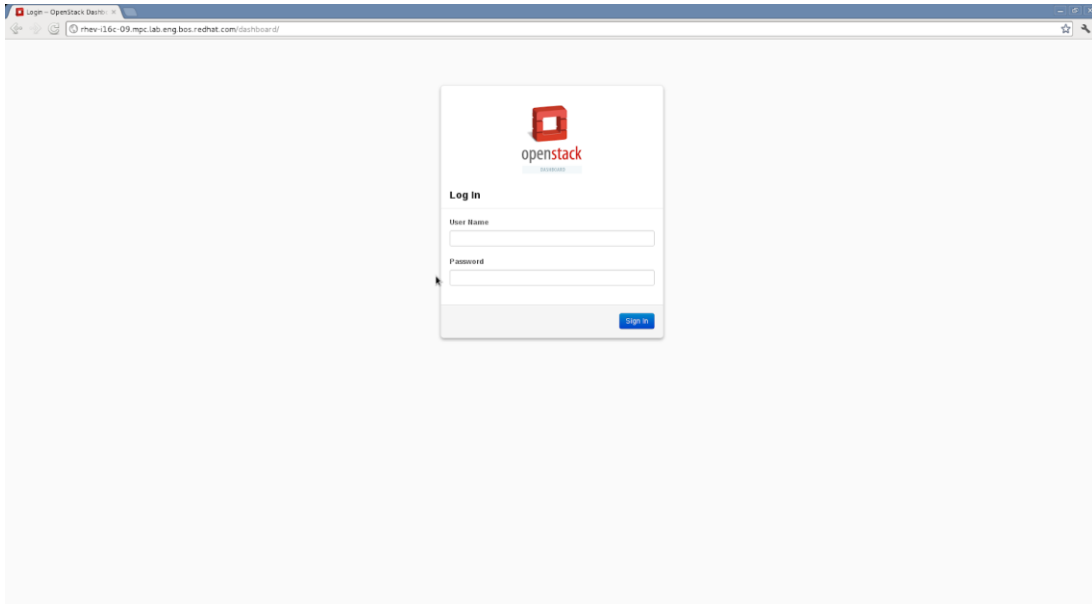 Login – OpenStack Dashb
rhev-i16c-09.mpc.lab.eng.bos.redhat.com/dashboard/
openstack
DASHBOARD
Log In
User Name
Password
Sign In